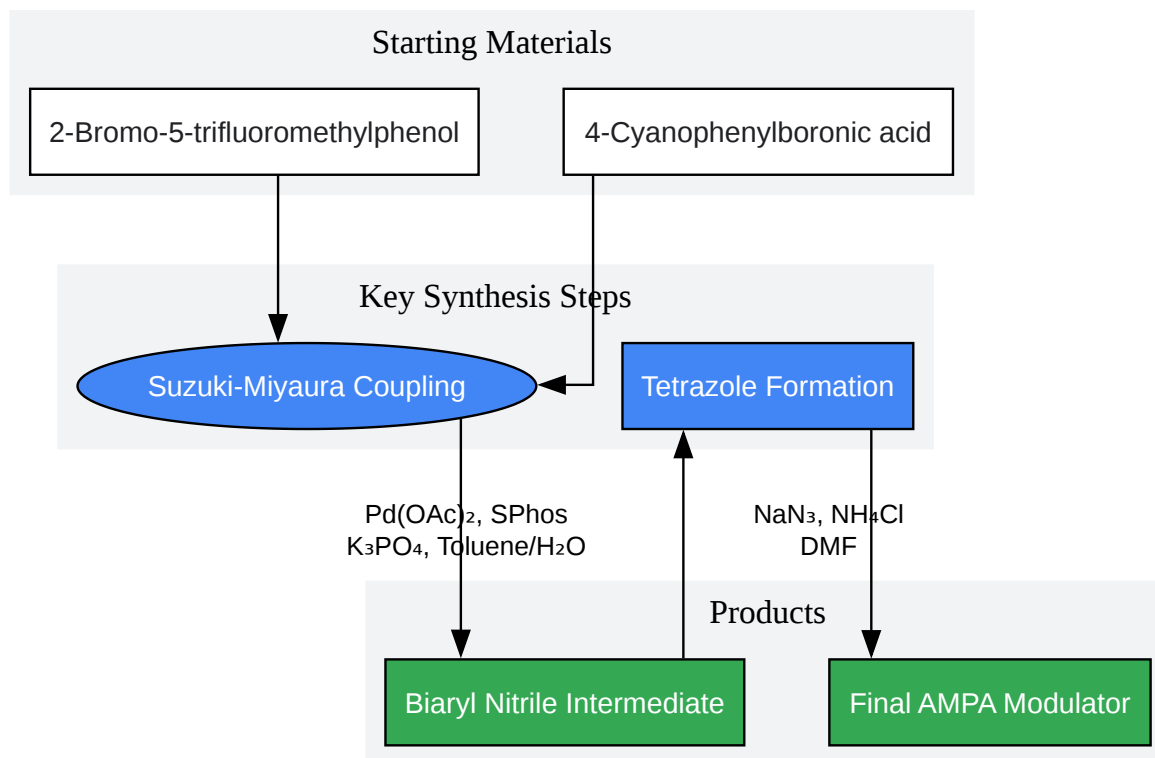 Starting Materials
2-Bromo-5-trifluoromethylphenol
4-Cyanophenylboronic acid
Key Synthesis Steps
Suzuki-Miyaura Coupling
Tetrazole Formation
Pd(OAc)₂, SPhos
K₃PO₄, Toluene/H₂O
NaN₃, NH₄Cl
DMF
Products
Biaryl Nitrile Intermediate
Final AMPA Modulator